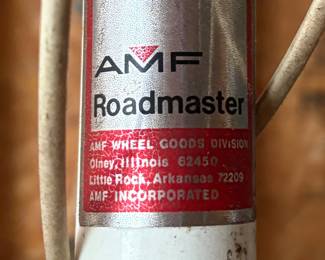 AMF
Roadmaster
AMF WHEEL GOODS DIVISION
Olney, Illinois 62450
Little Rock, Arkansas 72209
AMF INCORPORATED